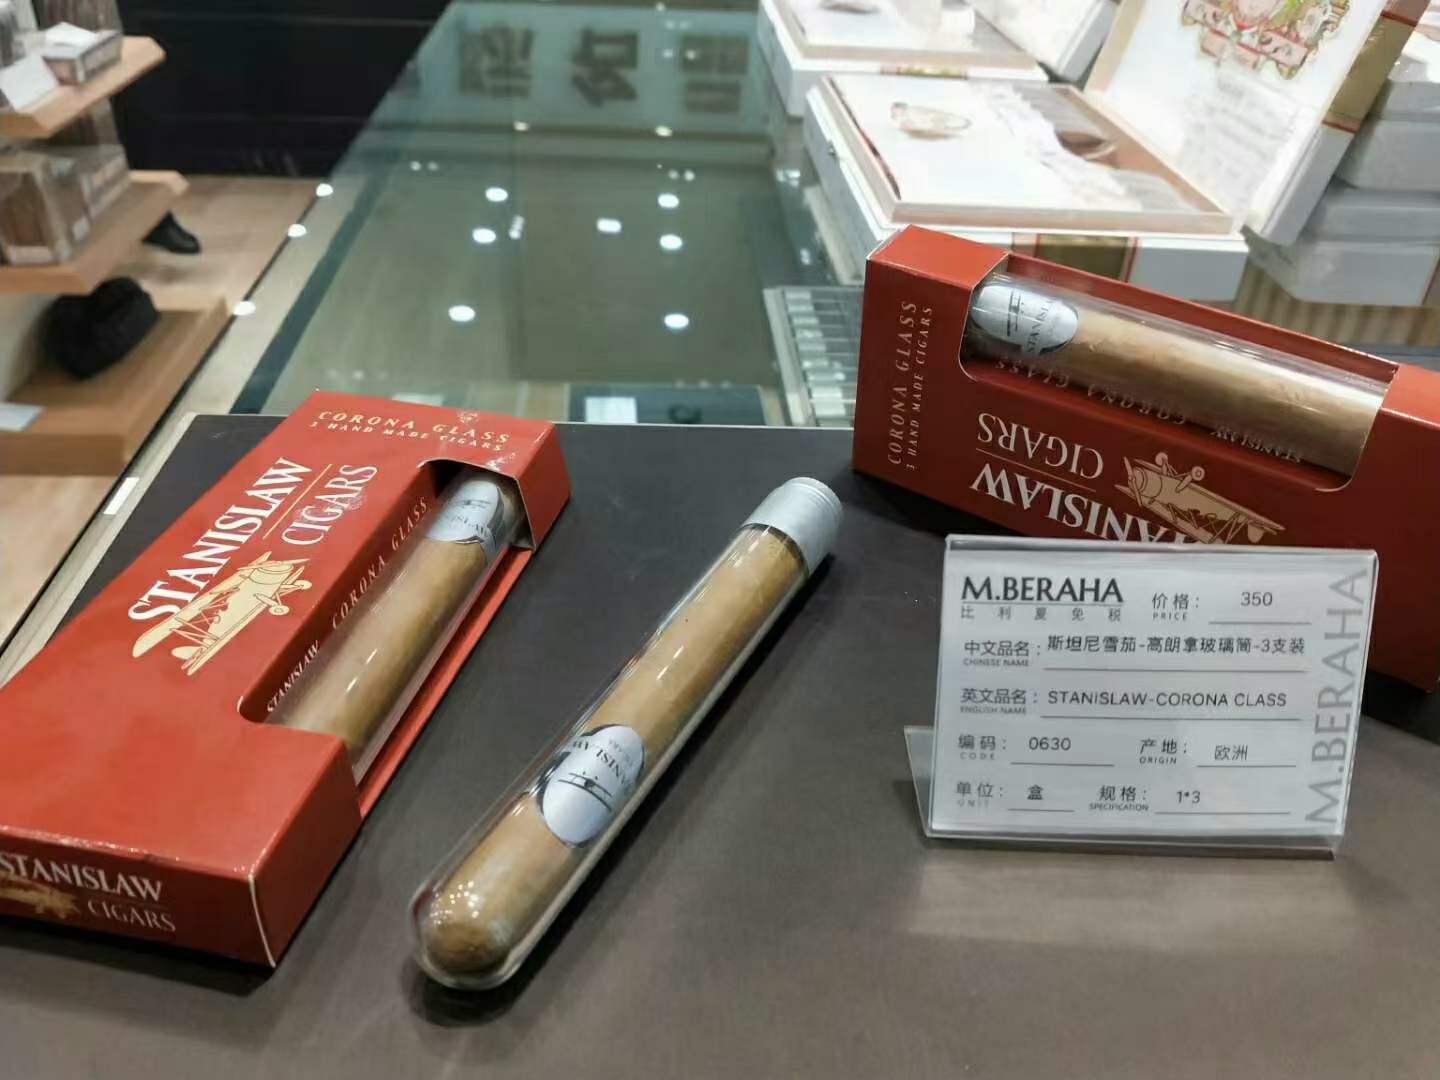 CORONA GLASS
3 HAND MADE CIGARS
STANISLAW
CIGARS
STANISLAW
CORONA GLASS
STANISLAW
CIGARS
STANISLAW
CORONA GLASS
3 HAND MADE CIGARS
STANISLAW
CORONA GLASS
STANISLAW
STANISLAW
CIGARS
M.BERAHA
比利夏免税
价格: 350
PRICE
中文品名: 斯坦尼雪茄-高朗拿玻璃筒-3支装
CHINESE NAME
英文品名: STANISLAW-CORONA CLASS
ENGLISH NAME
编码: 0630
CODE
产地: 欧洲
ORIGIN
单位: 盒
UNIT
规格: 1*3
SPECIFICATION
M.BERAHA